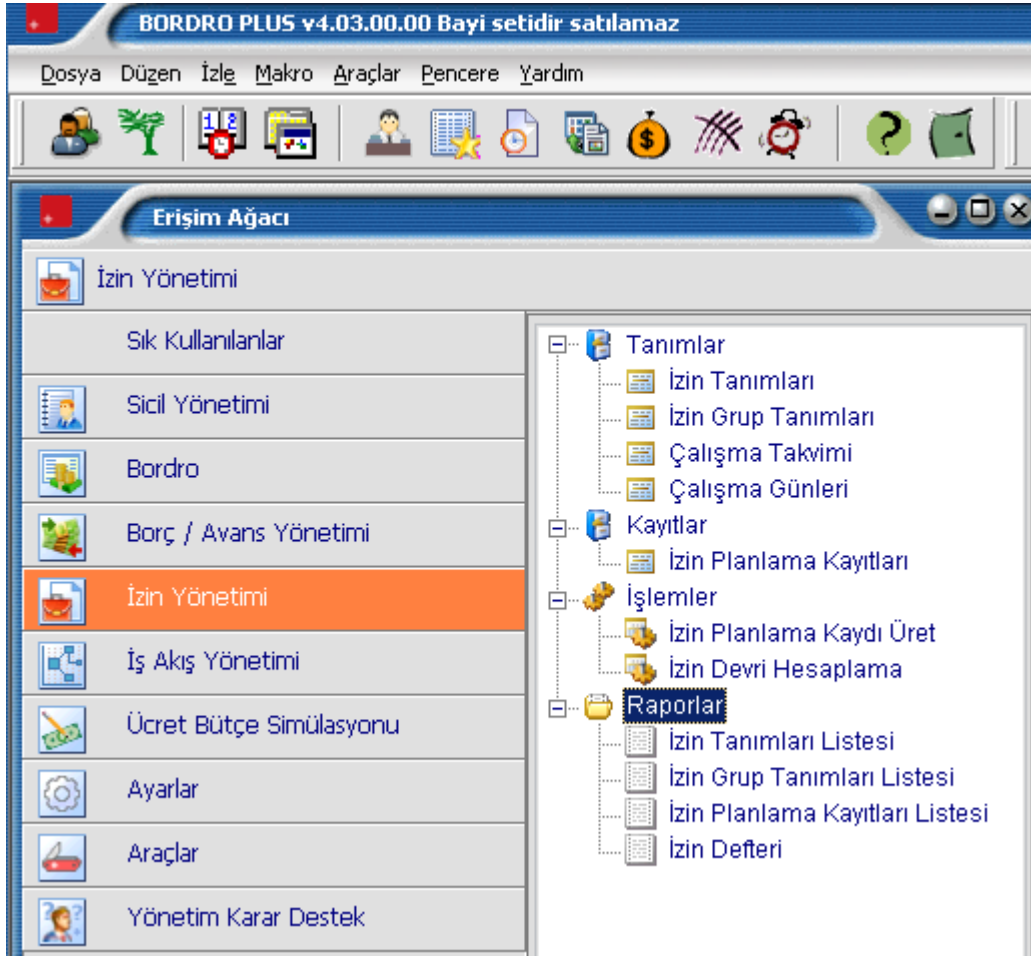 BORDRO PLUS v4.03.00.00 Bayi setidir satılamaz
Dosya Düzen İzle Makro Araçlar Pencere Yardım
Erişim Ağacı
İzin Yönetimi
Sık Kullanılanlar
Sicil Yönetimi
Bordro
Borç / Avans Yönetimi
İzin Yönetimi
İş Akış Yönetimi
Ücret Bütçe Simülasyonu
Ayarlar
Araçlar
Yönetim Karar Destek
Tanımlar
İzin Tanımları
İzin Grup Tanımları
Çalışma Takvimi
Çalışma Günleri
Kayıtlar
İzin Planlama Kayıtları
İşlemler
İzin Planlama Kaydı Üret
İzin Devri Hesaplama
Raporlar
İzin Tanımları Listesi
İzin Grup Tanımları Listesi
İzin Planlama Kayıtları Listesi
İzin Defteri